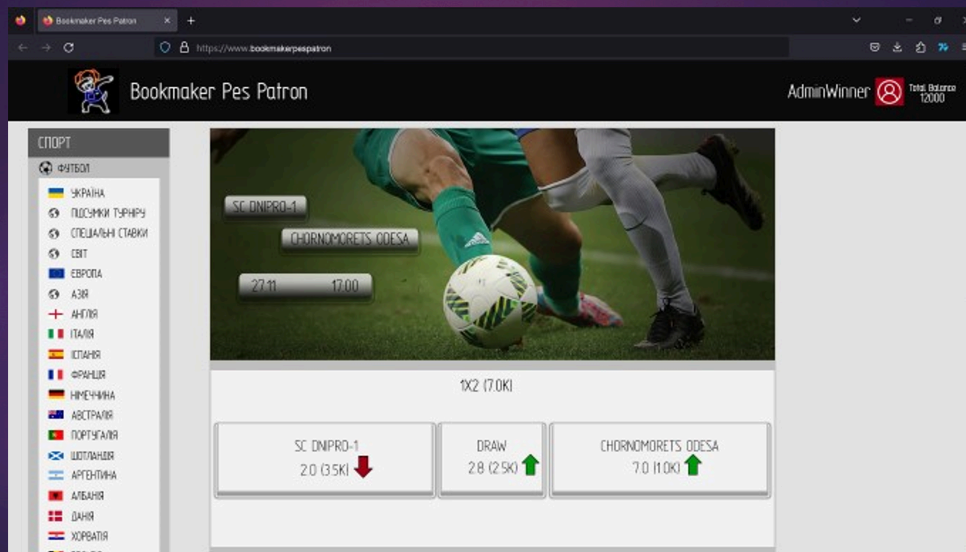 Bookmaker Pes Patron
https://www.bookmakerpespatron
Bookmaker Pes Patron
AdminWinner
Total Balance
12000
СПОРТ
ФУТБОЛ
УКРАЇНА
ПІДСУМКИ ТУРНІРУ
СПЕЦІАЛЬНІ СТАВКИ
СВІТ
ЄВРОПА
АЗІЯ
АНГЛІЯ
ІТАЛІЯ
ІСПАНІЯ
ФРАНЦІЯ
НІМЕЧЧИНА
АВСТРАЛІЯ
ПОРТУГАЛІЯ
ШОТЛАНДІЯ
АРГЕНТИНА
АЛБАНІЯ
ДАНІЯ
ХОРВАТІЯ
SC DNIPRO-1
CHORNOMORETS ODESA
27.11 17.00
1X2 (7.0K)
SC DNIPRO-1
2.0 (3.5K)
DRAW
2.8 (2.5K)
CHORNOMORETS ODESA
7.0 (1.0K)